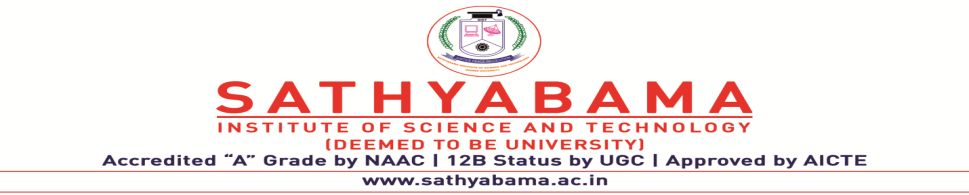 SIST
SATHYABAMA
INSTITUTE OF SCIENCE AND TECHNOLOGY
(DEEMED TO BE UNIVERSITY)
Accredited “A” Grade by NAAC | 12B Status by UGC | Approved by AICTE
www.sathyabama.ac.in